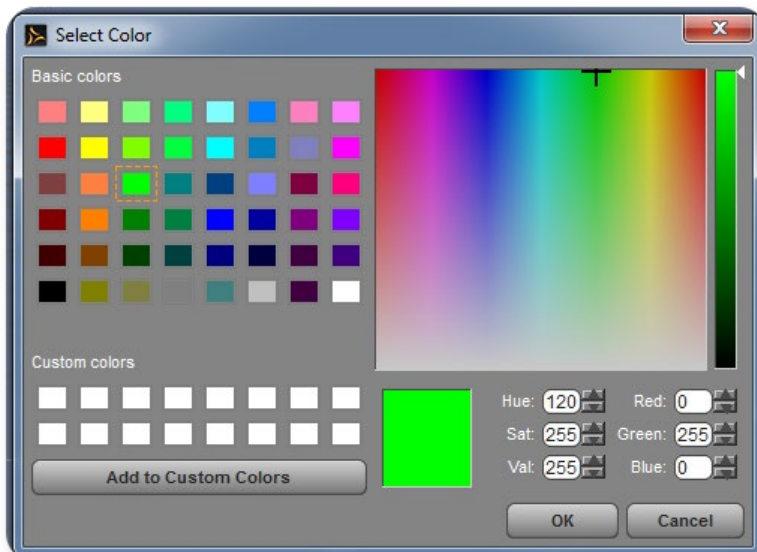 Select Color
Basic colors
Custom colors
Add to Custom Colors
Hue: 120 Red: 0
Sat: 255 Green: 255
Val: 255 Blue: 0
OK Cancel